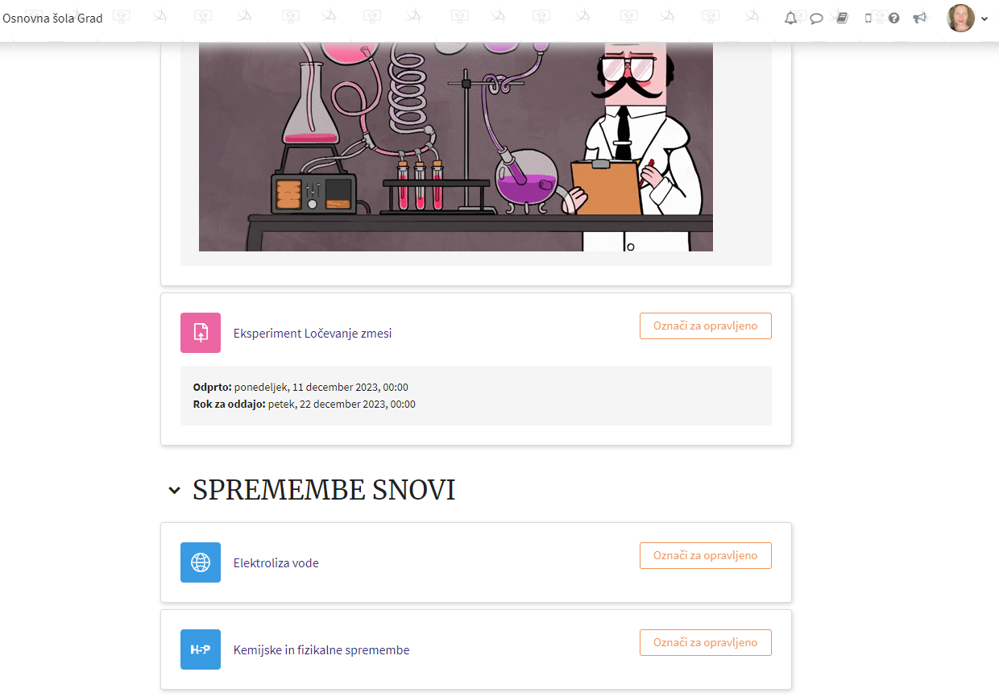 Osnovna šola Grad
Eksperiment Ločevanje zmesi
Označi za opravljeno
Odprto: ponedeljek, 11 december 2023, 00:00
Rok za oddajo: petek, 22 december 2023, 00:00
SPREMEMBE SNOVI
Elektroliza vode
Označi za opravljeno
H5P
Kemijske in fizikalne spremembe
Označi za opravljeno